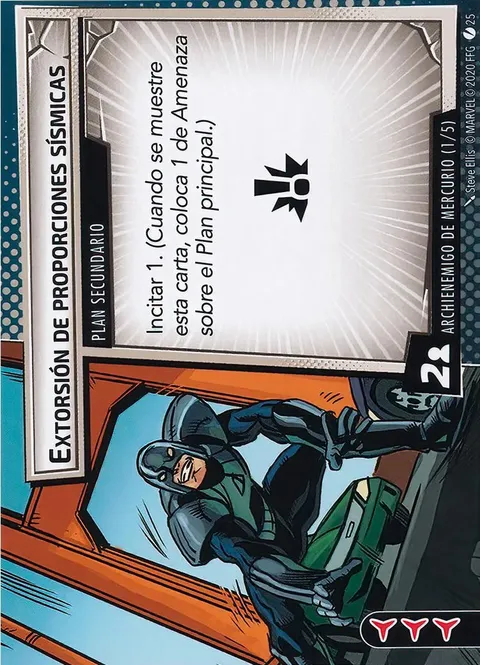 EXTORSIÓN DE PROPORCIONES SÍSMICAS
PLAN SECUNDARIO
Incitar 1. (Cuando se muestre
esta carta, coloca 1 de Amenaza
sobre el Plan principal.)
2
ARCHIENEMIGO DE MERCURIO (1/5)
Steve Ellis © MARVEL © 2020 FFG 25